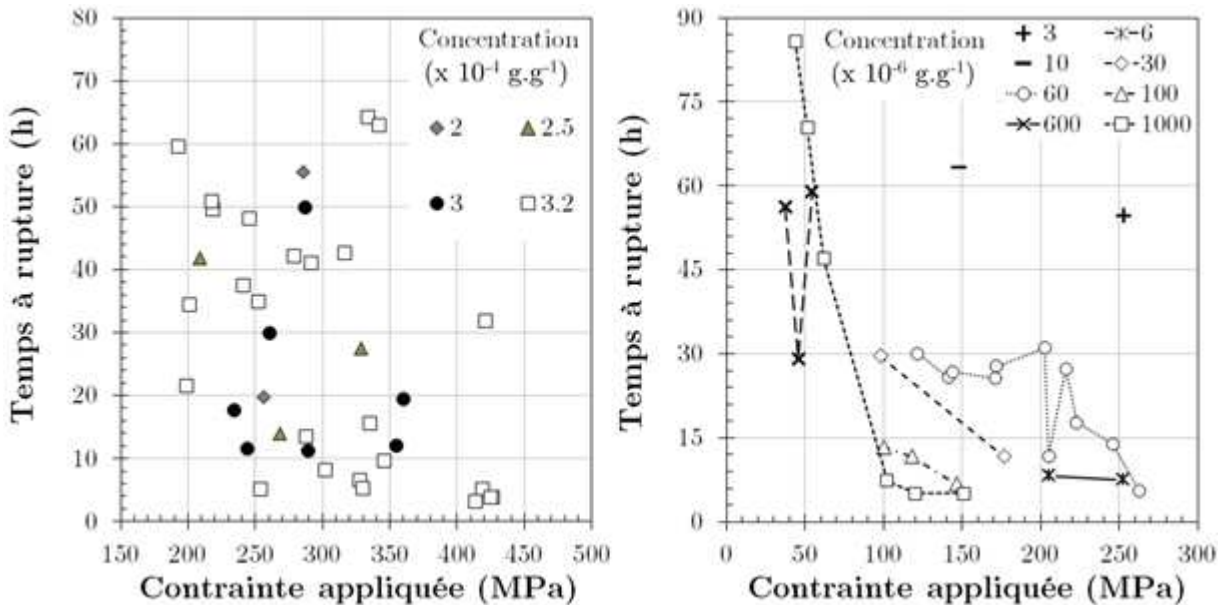 80
70
60
50
40
30
20
10
0
Temps à rupture (h)
Concentration
(x 10⁻⁴ g.g⁻¹)
2
2.5
3
3.2
150 200 250 300 350 400 450 500
Contrainte appliquée (MPa)
90
75
60
45
30
15
0
Temps à rupture (h)
Concentration
(x 10⁻⁶ g.g⁻¹)
3
6
10
30
60
100
600
1000
0 50 100 150 200 250 300
Contrainte appliquée (MPa)